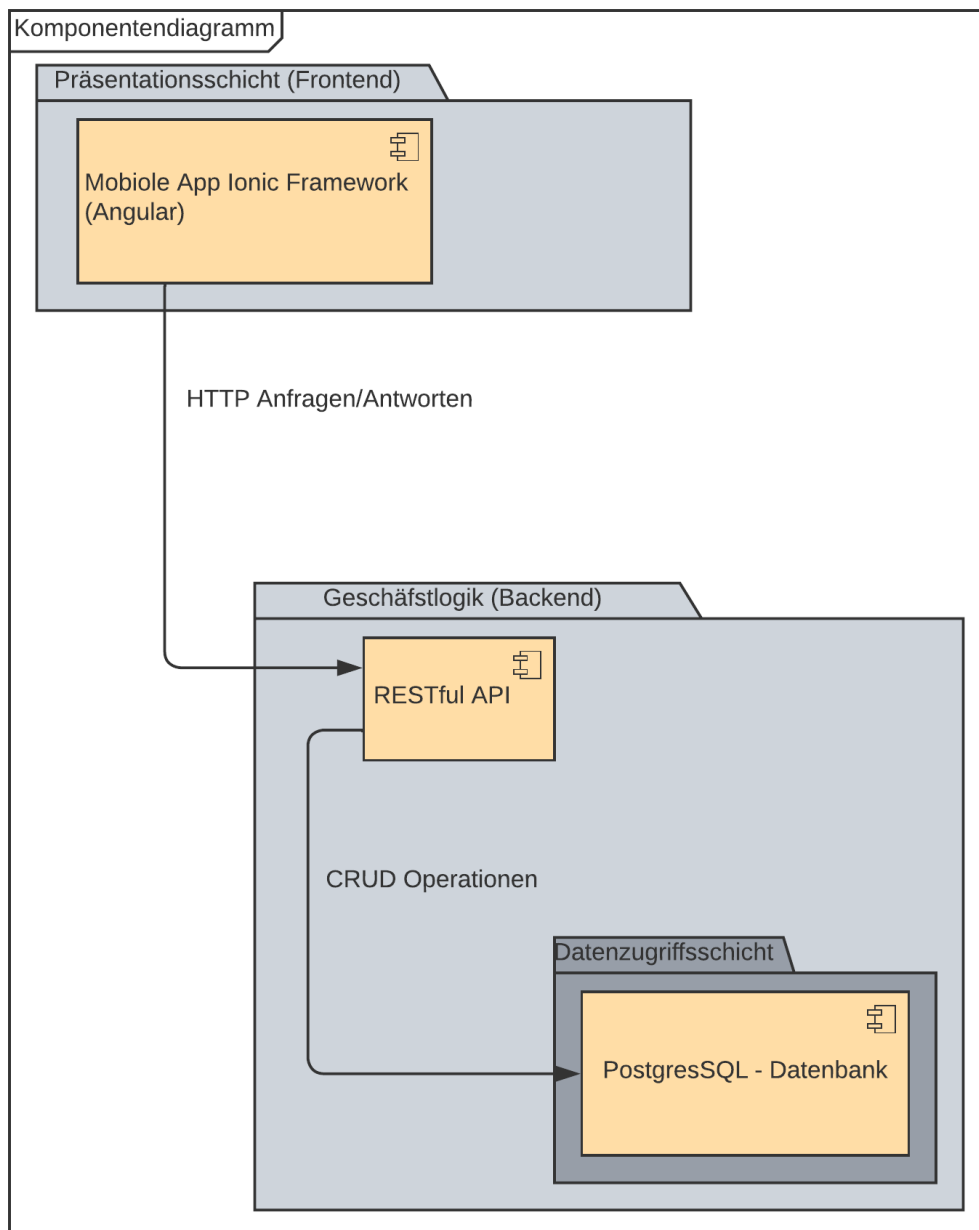 Komponentendiagramm
Präsentationsschicht (Frontend)
Mobiole App Ionic Framework
(Angular)
HTTP Anfragen/Antworten
Geschäfstlogik (Backend)
RESTful API
CRUD Operationen
Datenzugriffsschicht
PostgresSQL - Datenbank